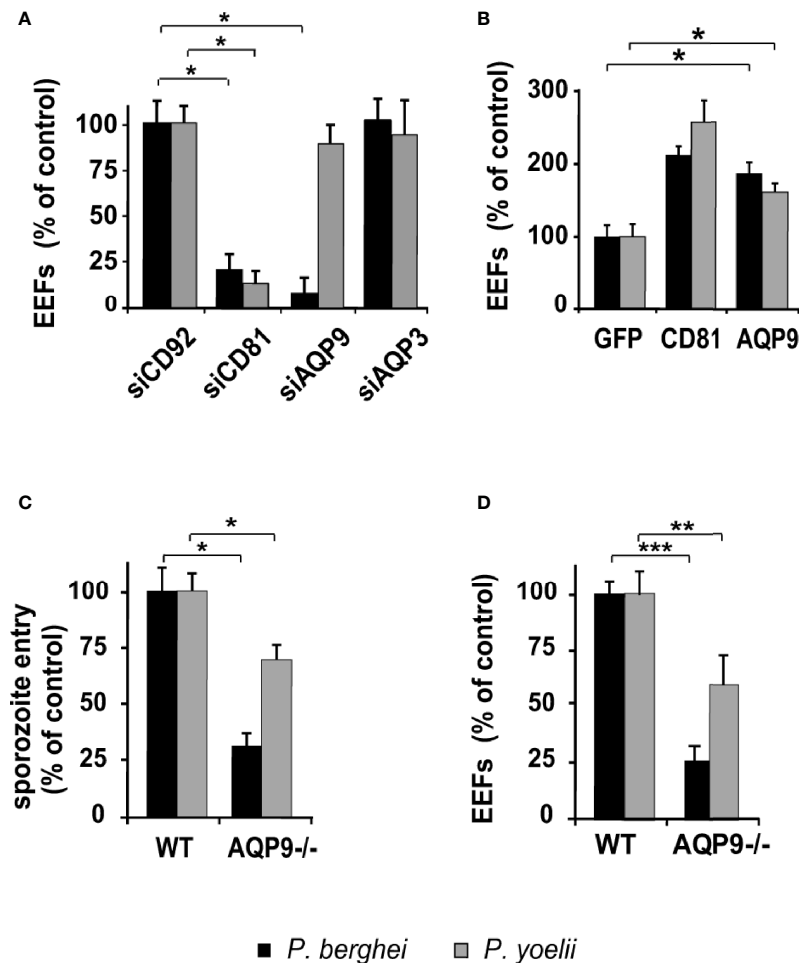 A
EEFs (% of control)
100
75
50
25
0
siCD92
siCD81
siAQP9
siAQP3
*
*
*
B
EEFs (% of control)
300
200
100
0
GFP CD81 AQP9
*
*
C
sporozoite entry
(% of control)
100
75
50
25
0
WT AQP9-/-
*
*
D
EEFs (% of control)
100
75
50
25
0
WT AQP9-/-
**
***
P. berghei P. yoelii